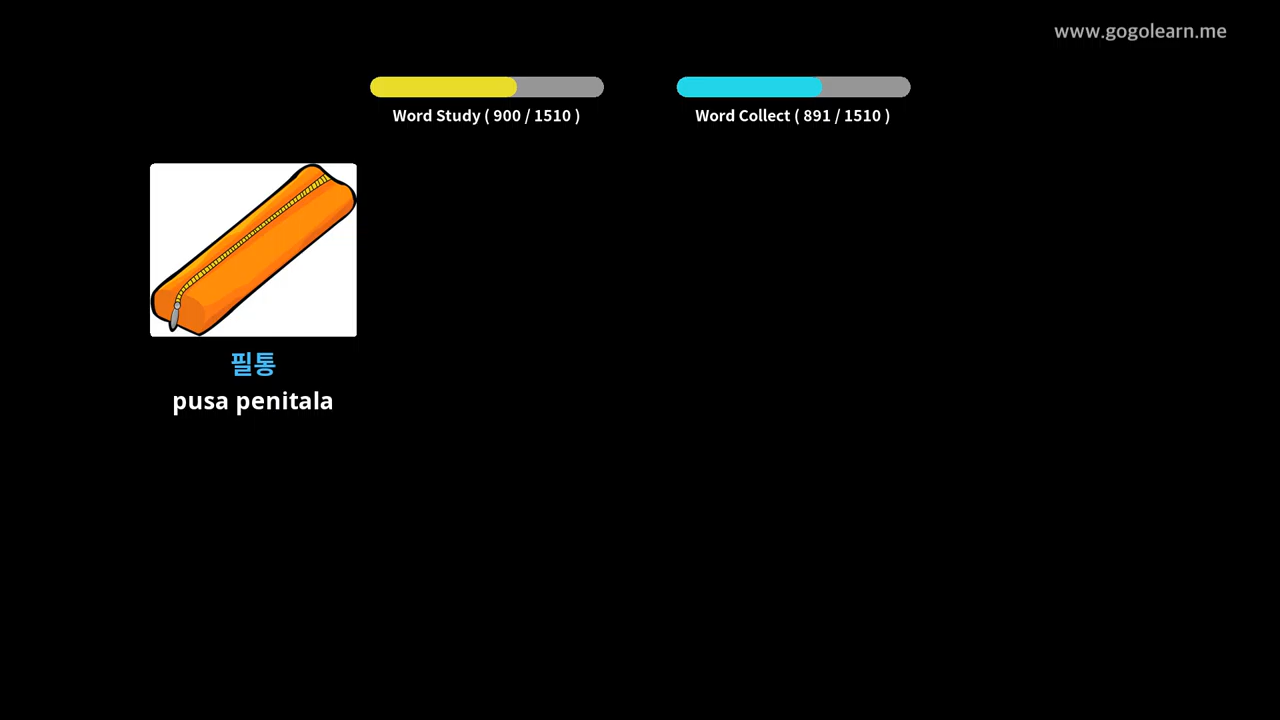 www.gogolearn.me
Word Study ( 900 / 1510 )
Word Collect ( 891 / 1510 )
필통
pusa penitala